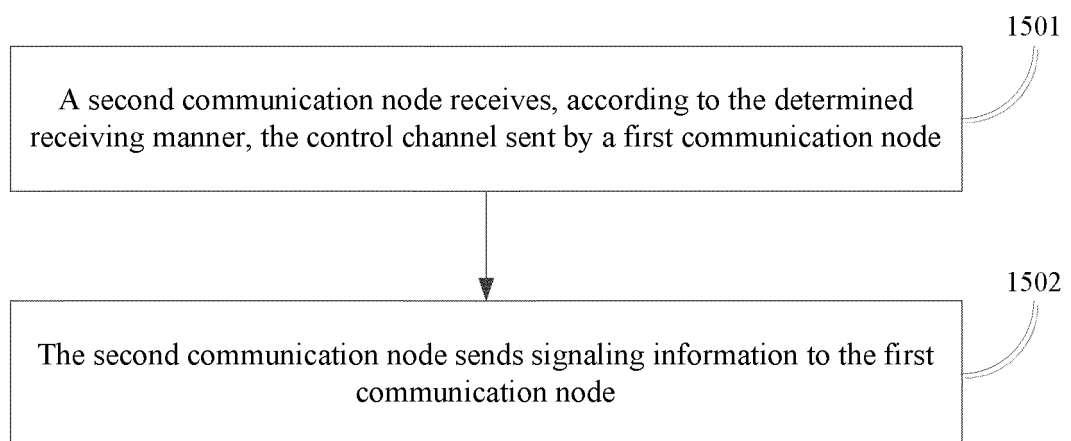 1501
A second communication node receives, according to the determined
receiving manner, the control channel sent by a first communication node
1502
The second communication node sends signaling information to the first
communication node